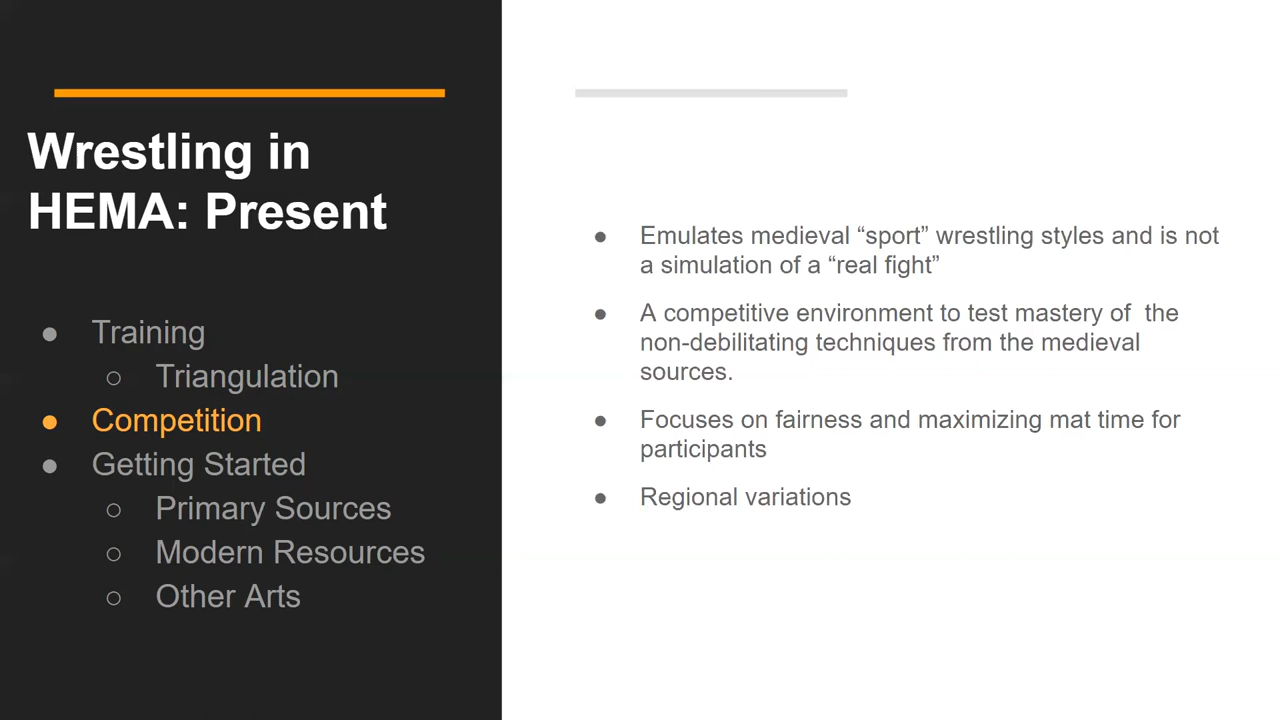 Wrestling in
HEMA: Present
● Training
○ Triangulation
● Competition
● Getting Started
○ Primary Sources
○ Modern Resources
○ Other Arts
● Emulates medieval “sport” wrestling styles and is not
a simulation of a “real fight”
● A competitive environment to test mastery of  the
non-debilitating techniques from the medieval
sources.
● Focuses on fairness and maximizing mat time for
participants
● Regional variations